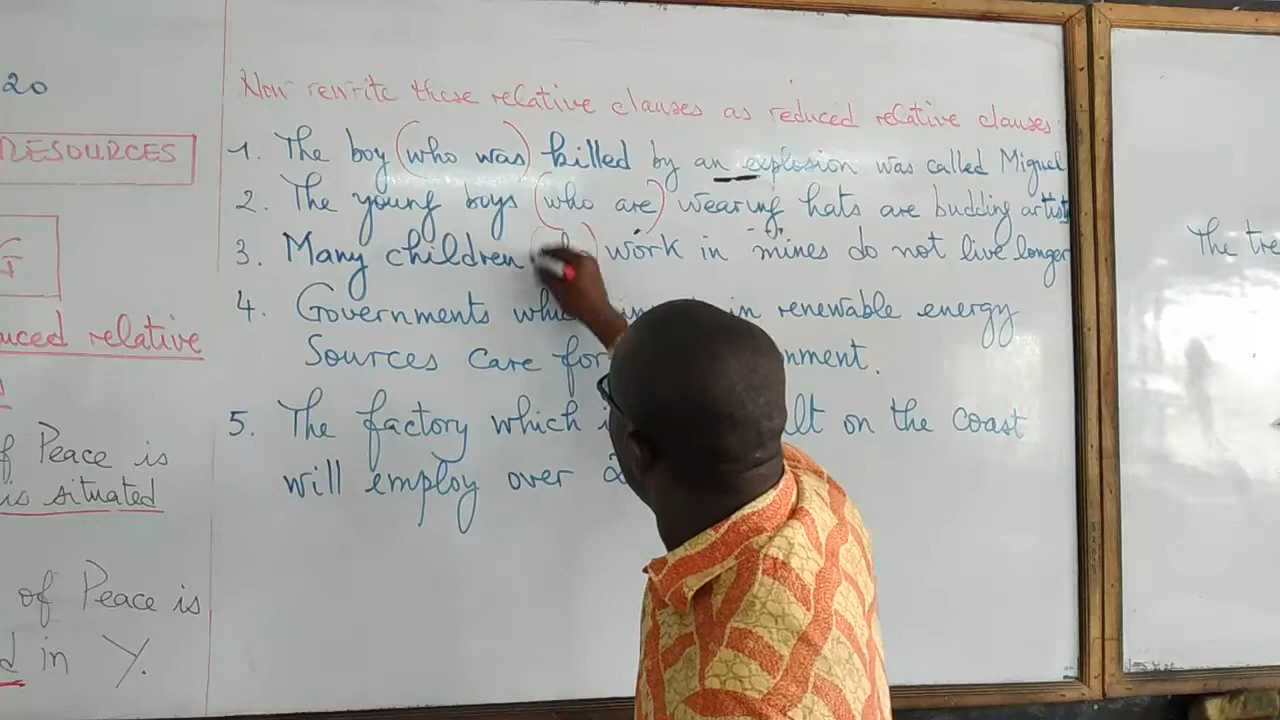 20
RESOURCES
uced relative
f Peace is
is situated
of Peace is
d in Y.
Now rewrite these relative clauses as reduced relative clauses:
1. The boy (who was) killed by an explosion was called Miguel
2. The young boys (who are) wearing hats are budding artists
3. Many children work in mines do not live longer
4. Governments in renewable energy
Sources care for nment.
5. The factory which lt on the coast
will employ over 2
The tre